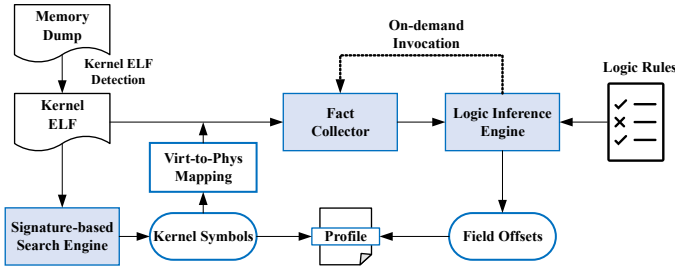 Memory
Dump
On-demand
Invocation
Kernel ELF
Detection
Logic Rules
Kernel
ELF
Fact
Collector
Logic Inference
Engine
Virt-to-Phys
Mapping
Signature-based
Search Engine
Kernel Symbols
Profile
Field Offsets